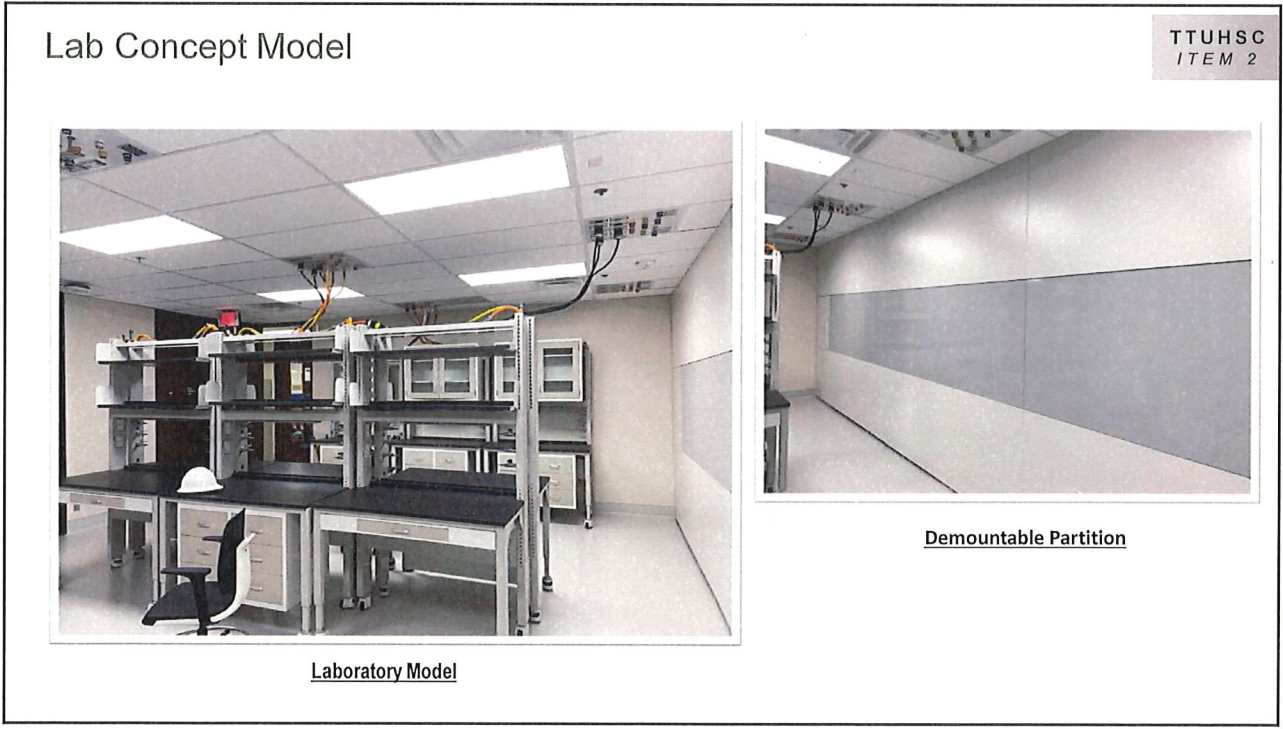 Lab Concept Model
TTUHSC
ITEM 2
Laboratory Model
Demountable Partition